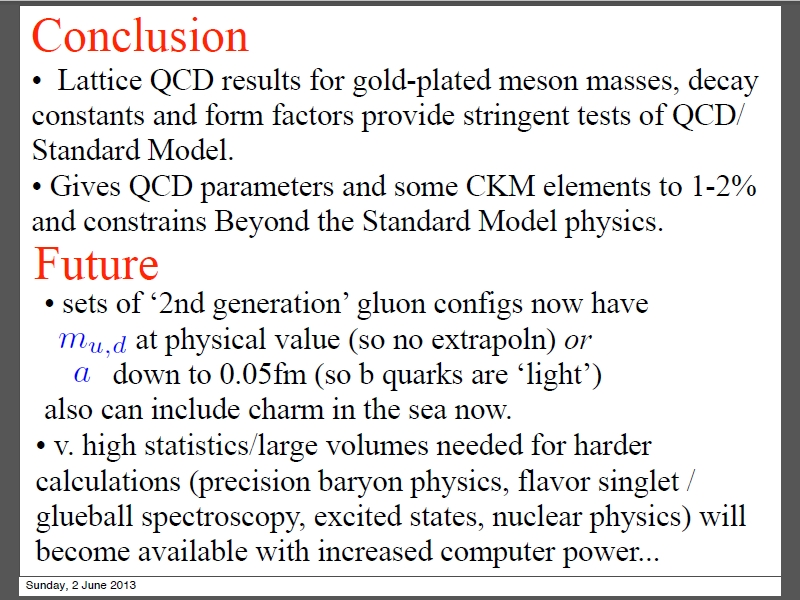 Conclusion
• Lattice QCD results for gold-plated meson masses, decay
constants and form factors provide stringent tests of QCD/
Standard Model.
• Gives QCD parameters and some CKM elements to 1-2%
and constrains Beyond the Standard Model physics.
Future
• sets of ‘2nd generation’ gluon configs now have
m_{u,d} at physical value (so no extrapoln) or
a down to 0.05fm (so b quarks are ‘light’)
also can include charm in the sea now.
• v. high statistics/large volumes needed for harder
calculations (precision baryon physics, flavor singlet /
glueball spectroscopy, excited states, nuclear physics) will
become available with increased computer power...
Sunday, 2 June 2013